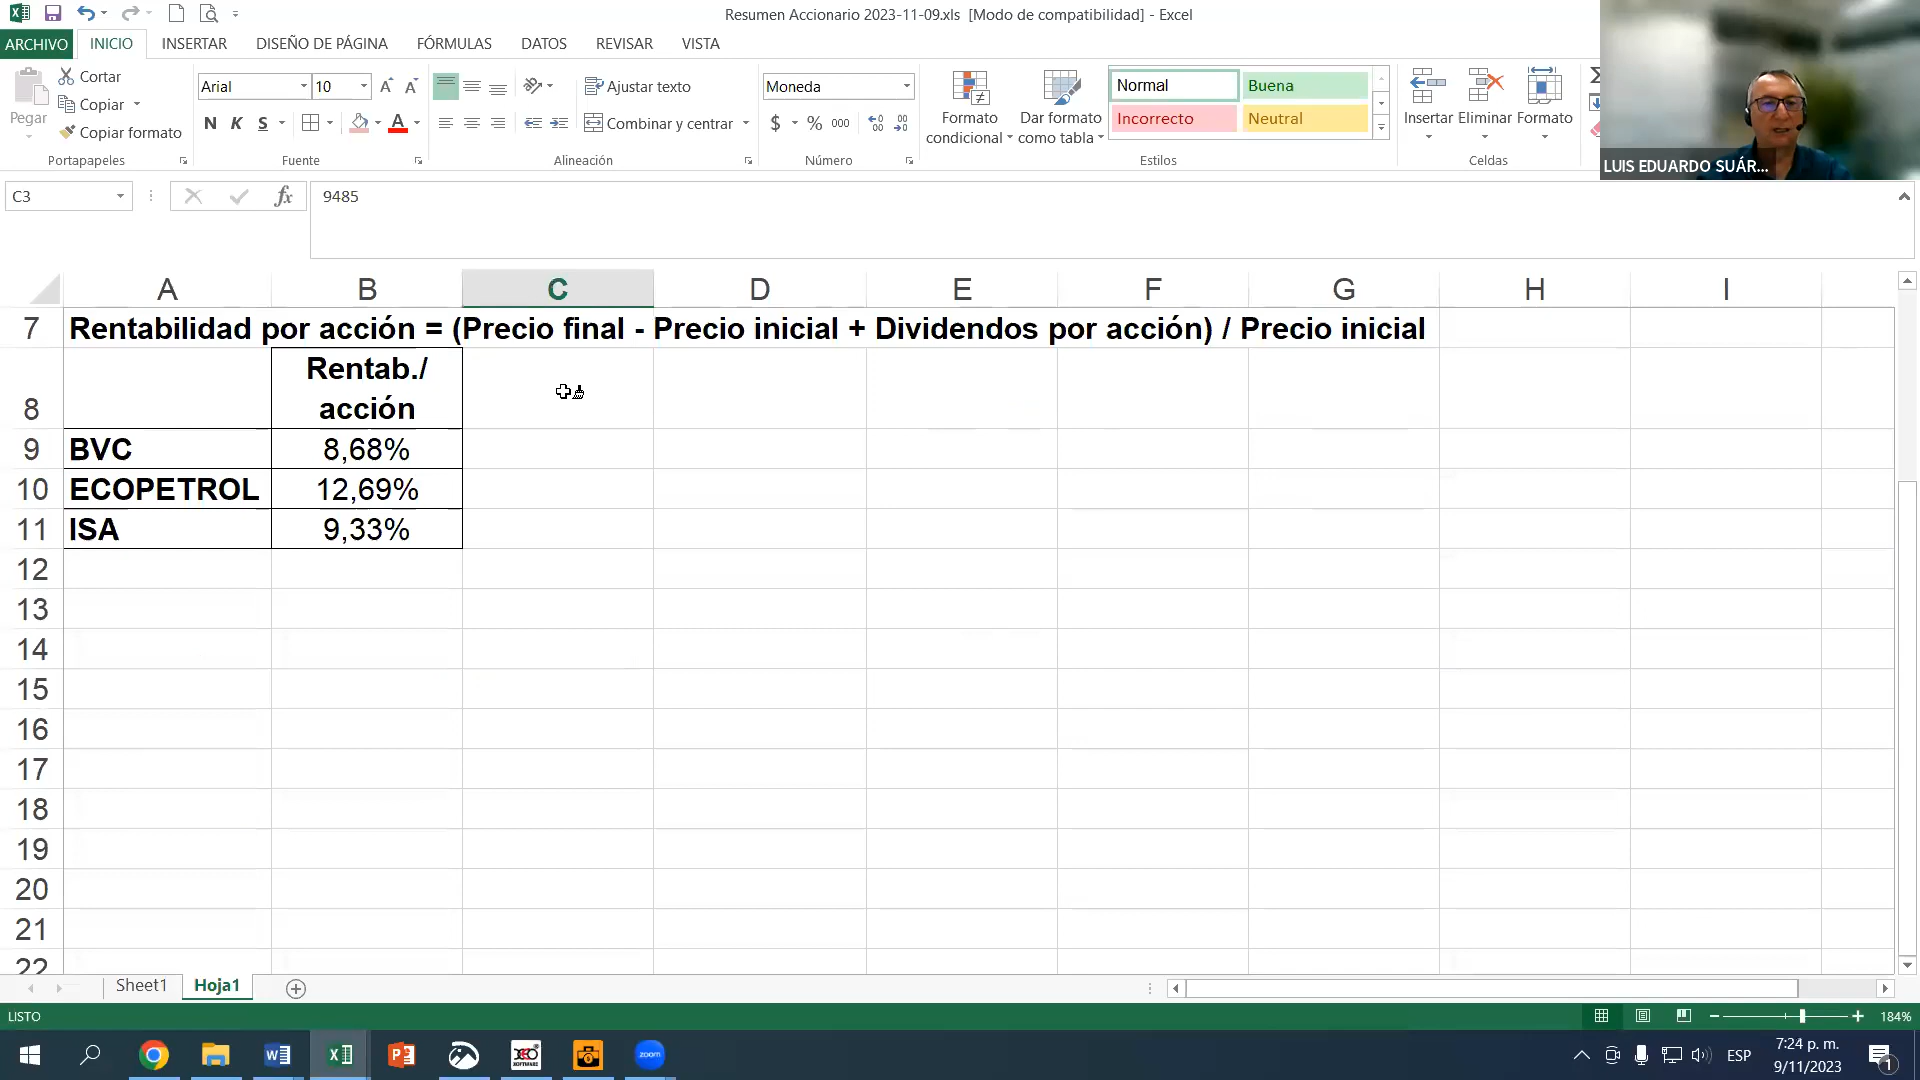 Resumen Accionario 2023-11-09.xls [Modo de compatibilidad] - Excel
ARCHIVO INICIO INSERTAR DISEÑO DE PÁGINA FÓRMULAS DATOS REVISAR VISTA
Pegar
Cortar
Copiar
Copiar formato
Portapapeles
Arial 10
N K S
Fuente
Ajustar texto
Combinar y centrar
Alineación
Moneda
$ % 000
Número
Formato condicional
Dar formato como tabla
Normal Buena
Incorrecto Neutral
Estilos
Insertar Eliminar Formato
Celdas
LUIS EDUARDO SUÁR...
C3 fx 9485
A B C D E F G H I
7 Rentabilidad por acción = (Precio final - Precio inicial + Dividendos por acción) / Precio inicial
8 Rentab./
acción
9 BVC 8,68%
10 ECOPETROL 12,69%
11 ISA 9,33%
12
13
14
15
16
17
18
19
20
21
22
Sheet1 Hoja1
LISTO
184%
ESP
7:24 p. m.
9/11/2023
1
zoom